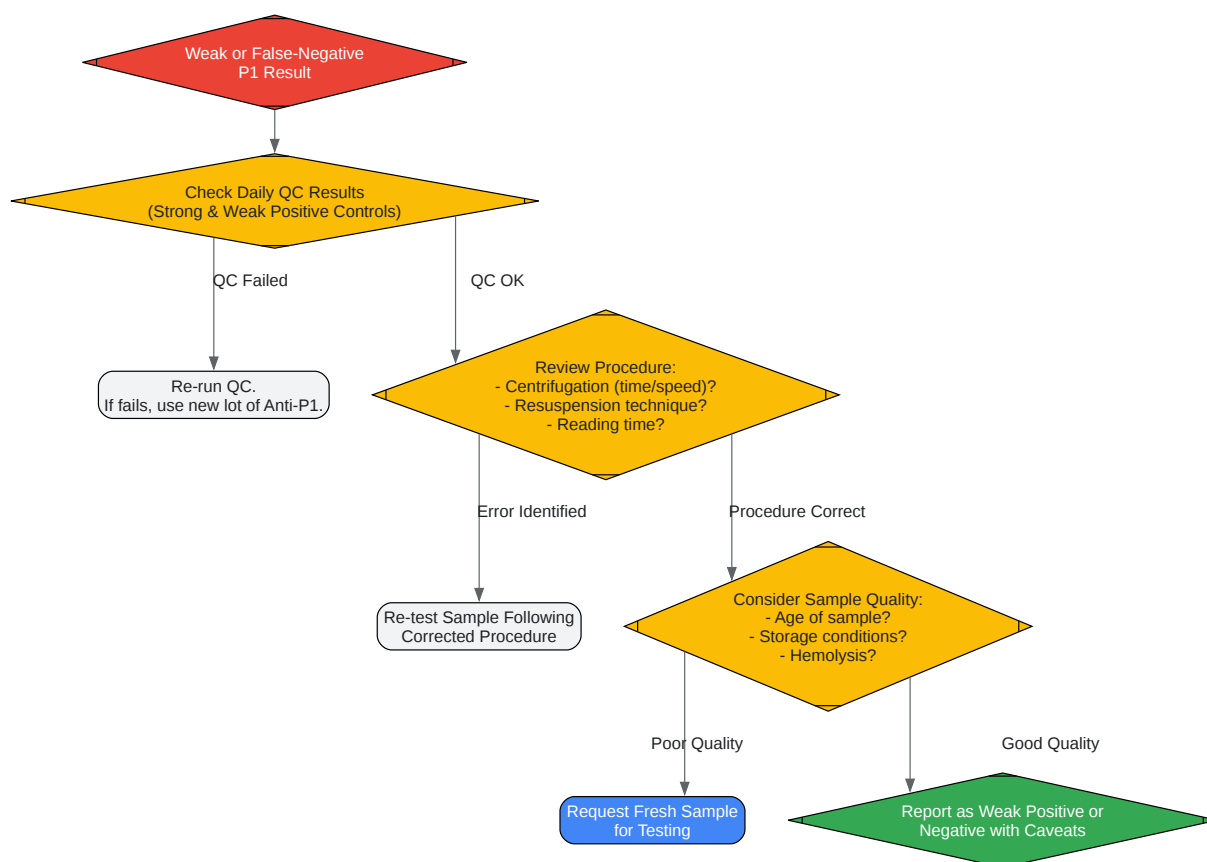 Weak or False-Negative
P1 Result
Check Daily QC Results
(Strong & Weak Positive Controls)
QC Failed
QC OK
Re-run QC.
If fails, use new lot of Anti-P1.
Review Procedure:
- Centrifugation (time/speed)?
- Resuspension technique?
- Reading time?
Error Identified
Procedure Correct
Re-test Sample Following
Corrected Procedure
Consider Sample Quality:
- Age of sample?
- Storage conditions?
- Hemolysis?
Poor Quality
Good Quality
Request Fresh Sample
for Testing
Report as Weak Positive or
Negative with Caveats